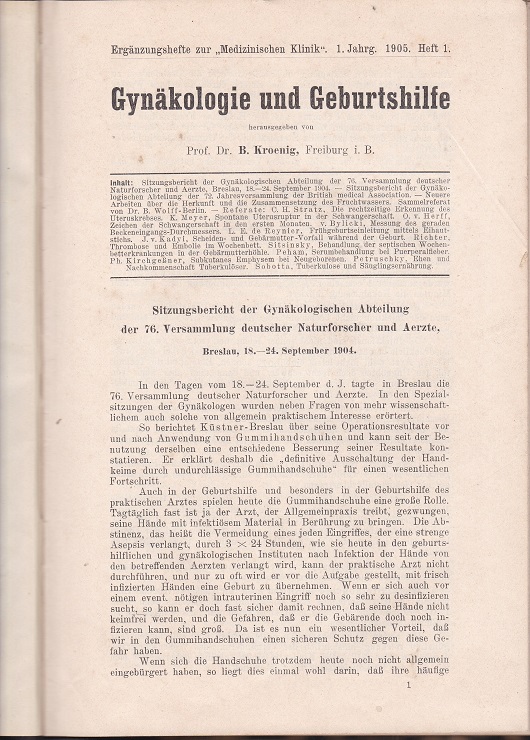 Ergänzungshefte zur „Medizinischen Klinik“. 1. Jahrg. 1905. Heft 1.
Gynäkologie und Geburtshilfe
herausgegeben von
Prof. Dr. B. Kroenig, Freiburg i. B.
Inhalt: Sitzungsbericht der Gynäkologischen Abteilung der 76. Versammlung deutscher
Naturforscher und Aerzte, Breslau, 18.—24. September 1904. — Sitzungsbericht der Gynäko-
logischen Abteilung der 72. Jahresversammlung der British medical Association. — Neuere
Arbeiten über die Herkunft und die Zusammensetzung des Fruchtwassers. Sammelreferat
von Dr. B. Wolff-Berlin. — Referate: C. H. Stratz, Die rechtzeitige Erkennung des
Uteruskrebses. K. Meyer, Spontane Uterusruptur in der Schwangerschaft. O. v. Herff,
Zeichen der Schwangerschaft in den ersten Monaten. v. Bylicki, Messung des geraden
Beckeneingangs-Durchmessers. L. E. de Reynier, Frühgeburtseinleitung mittels Eihaut-
stichs. J. v. Kadyi, Scheiden- und Gebärmutter-Vorfall während der Geburt. Richter,
Thrombose und Embolie im Wochenbett. Sitsinsky, Behandlung der septischen Wochen-
betterkrankungen in der Gebärmutterhöhle. Peham, Serumbehandlung bei Puerperalfieber.
Ph. Kirchgeßner, Subkutanes Emphysem bei Neugeborenen. Petruschky, Ehen und
Nachkommenschaft Tuberkulöser. Sobotta, Tuberkulose und Säuglingsernährung.
Sitzungsbericht der Gynäkologischen Abteilung
der 76. Versammlung deutscher Naturforscher und Aerzte,
Breslau, 18.—24. September 1904.
In den Tagen vom 18.—24. September d. J. tagte in Breslau die
76. Versammlung deutscher Naturforscher und Aerzte. In den Spezial-
sitzungen der Gynäkologen wurden neben Fragen von mehr wissenschaft-
lichem auch solche von allgemein praktischem Interesse erörtert.
So berichtet Küstner-Breslau über seine Operationsresultate vor
und nach Anwendung von Gummihandschuhen und kann seit der Be-
nutzung derselben eine entschiedene Besserung seiner Resultate kon-
statieren. Er erklärt deshalb die „definitive Ausschaltung der Hand-
keime durch undurchlässige Gummihandschuhe“ für einen wesentlichen
Fortschritt.
Auch in der Geburtshilfe und besonders in der Geburtshilfe des
praktischen Arztes spielen heute die Gummihandschuhe eine große Rolle.
Tagtäglich fast ist ja der Arzt, der Allgemeinpraxis treibt, gezwungen,
seine Hände mit infektiösem Material in Berührung zu bringen. Die Ab-
stinenz, das heißt die Vermeidung eines jeden Eingriffes, der eine strenge
Asepsis verlangt, durch 3 × 24 Stunden, wie sie heute in den geburts-
hilflichen und gynäkologischen Instituten nach Infektion der Hände von
den betreffenden Aerzten verlangt wird, kann der praktische Arzt nicht
durchführen, und nur zu oft wird er vor die Aufgabe gestellt, mit frisch
infizierten Händen eine Geburt zu übernehmen. Wenn er sich auch vor
einem event. nötigen intrauterinen Eingriff noch so sehr zu desinfizieren
sucht, so kann er doch fast sicher damit rechnen, daß seine Hände nicht
keimfrei werden, und die Gefahren, daß er die Gebärende doch noch in-
fizieren kann, sind groß. Da ist es nun ein wesentlicher Vorteil, daß
wir in den Gummihandschuhen einen sicheren Schutz gegen diese Ge-
fahr haben.
Wenn sich die Handschuhe trotzdem heute noch nicht allgemein
eingebürgert haben, so liegt dies einmal wohl darin, daß ihre häufige
1